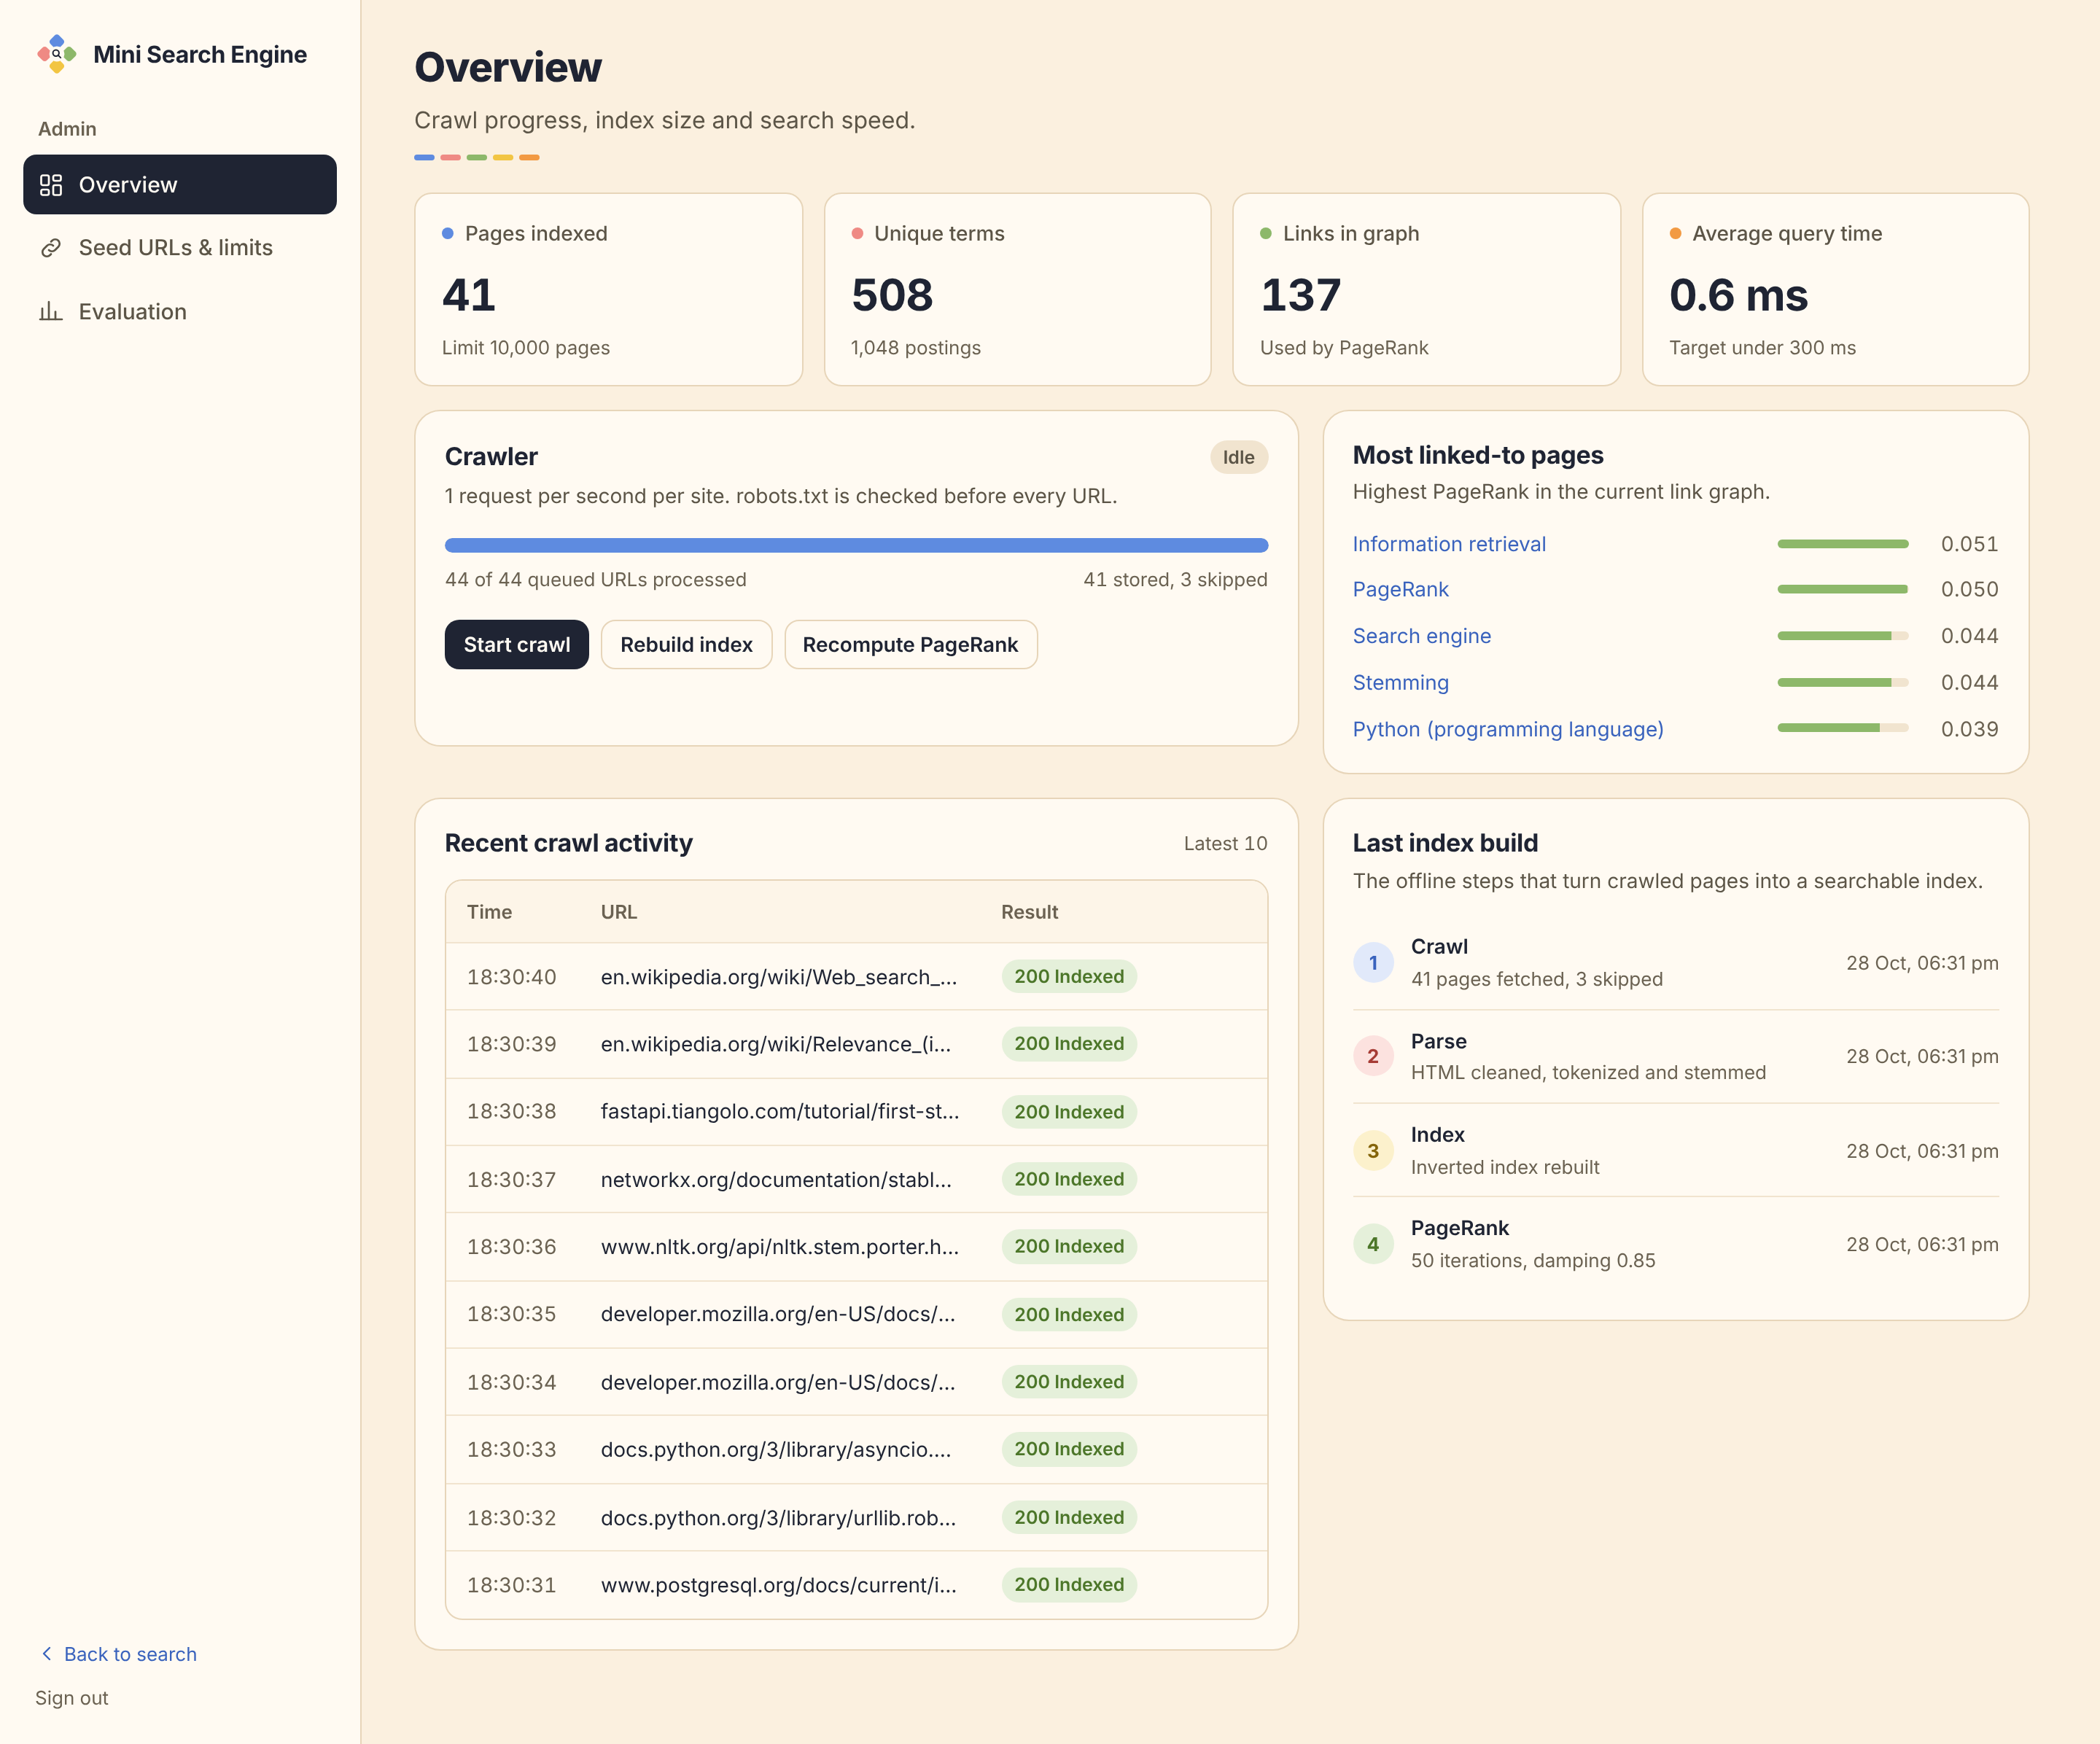 Mini Search Engine
Admin
Overview
Seed URLs & limits
Evaluation
Back to search
Sign out
Overview
Crawl progress, index size and search speed.
Pages indexed
41
Limit 10,000 pages
Unique terms
508
1,048 postings
Links in graph
137
Used by PageRank
Average query time
0.6 ms
Target under 300 ms
Crawler
Idle
1 request per second per site. robots.txt is checked before every URL.
44 of 44 queued URLs processed
41 stored, 3 skipped
Start crawl
Rebuild index
Recompute PageRank
Most linked-to pages
Highest PageRank in the current link graph.
Information retrieval 0.051
PageRank 0.050
Search engine 0.044
Stemming 0.044
Python (programming language) 0.039
Recent crawl activity
Latest 10
Time URL Result
18:30:40 en.wikipedia.org/wiki/Web_search_... 200 Indexed
18:30:39 en.wikipedia.org/wiki/Relevance_(i... 200 Indexed
18:30:38 fastapi.tiangolo.com/tutorial/first-st... 200 Indexed
18:30:37 networkx.org/documentation/stabl... 200 Indexed
18:30:36 www.nltk.org/api/nltk.stem.porter.h... 200 Indexed
18:30:35 developer.mozilla.org/en-US/docs/... 200 Indexed
18:30:34 developer.mozilla.org/en-US/docs/... 200 Indexed
18:30:33 docs.python.org/3/library/asyncio.... 200 Indexed
18:30:32 docs.python.org/3/library/urllib.rob... 200 Indexed
18:30:31 www.postgresql.org/docs/current/i... 200 Indexed
Last index build
The offline steps that turn crawled pages into a searchable index.
1 Crawl
41 pages fetched, 3 skipped
28 Oct, 06:31 pm
2 Parse
HTML cleaned, tokenized and stemmed
28 Oct, 06:31 pm
3 Index
Inverted index rebuilt
28 Oct, 06:31 pm
4 PageRank
50 iterations, damping 0.85
28 Oct, 06:31 pm